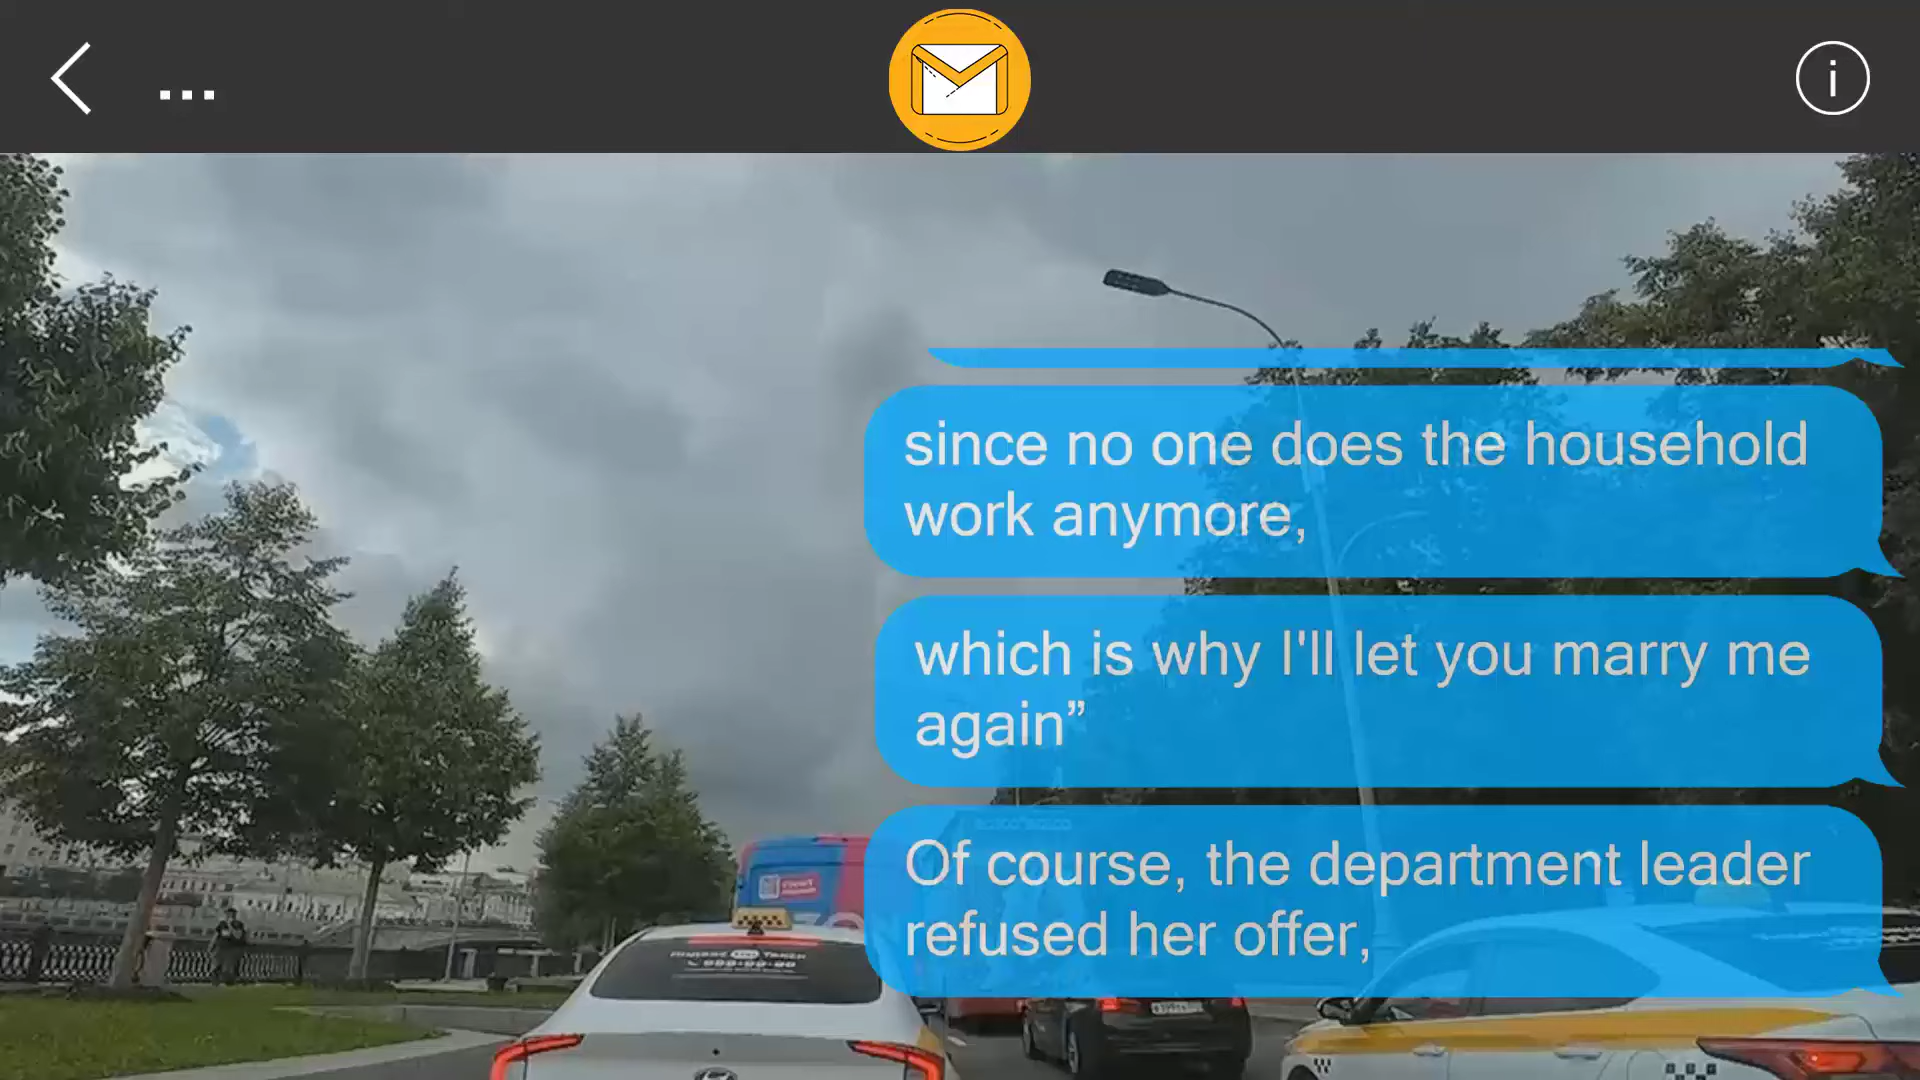 ...
since no one does the household
work anymore,
which is why I'll let you marry me
again”
Of course, the department leader
refused her offer,